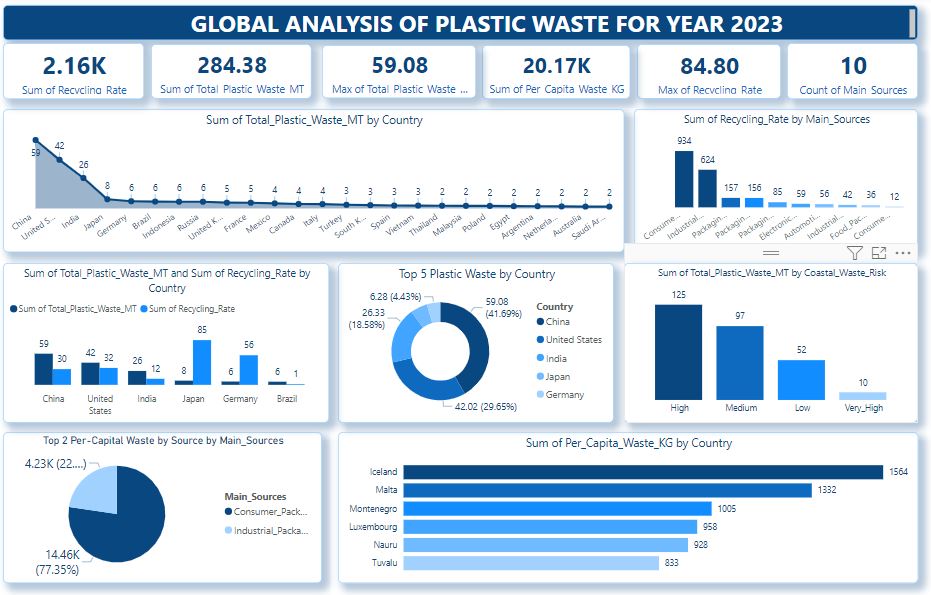 GLOBAL ANALYSIS OF PLASTIC WASTE FOR YEAR 2023
2.16K
Sum of Recycling Rate
284.38
Sum of Total Plastic Waste MT
59.08
Max of Total Plastic Waste ...
20.17K
Sum of Per Capita Waste KG
84.80
Max of Recycling Rate
10
Count of Main Sources
Sum of Total_Plastic_Waste_MT by Country
59 42 26 8 6 6 6 6 5 5 4 4 4 3 3 3 3 2 2 2 2 2 2 2 2
China United S... India Japan Germany Brazil Indonesia Russia United K... France Mexico Canada Italy Turkey South K... Spain Vietnam Thailand Malaysia Poland Egypt Argentina Netherla... Australia Saudi Ar...
Sum of Recycling_Rate by Main_Sources
934 624 157 156 85 59 56 42 36 12
Consume... Industrial... Packagin... Packagin... Packagin... Electronic... Automoti... Industrial... Food_Pac... Consume...
Sum of Total_Plastic_Waste_MT and Sum of Recycling_Rate by
Country
Sum of Total_Plastic_Waste_MT Sum of Recycling_Rate
59 30 42 32 26 12 8 85 6 56 6 1
China United States India Japan Germany Brazil
Top 5 Plastic Waste by Country
6.28 (4.43%)
26.33
(18.58%)
59.08
(41.69%)
42.02 (29.65%)
Country
China
United States
India
Japan
Germany
Sum of Total_Plastic_Waste_MT by Coastal_Waste_Risk
125 97 52 10
High Medium Low Very_High
Top 2 Per-Capital Waste by Source by Main_Sources
4.23K (22....)
14.46K
(77.35%)
Main_Sources
Consumer_Pack...
Industrial_Packa...
Sum of Per_Capita_Waste_KG by Country
Iceland 1564
Malta 1332
Montenegro 1005
Luxembourg 958
Nauru 928
Tuvalu 833